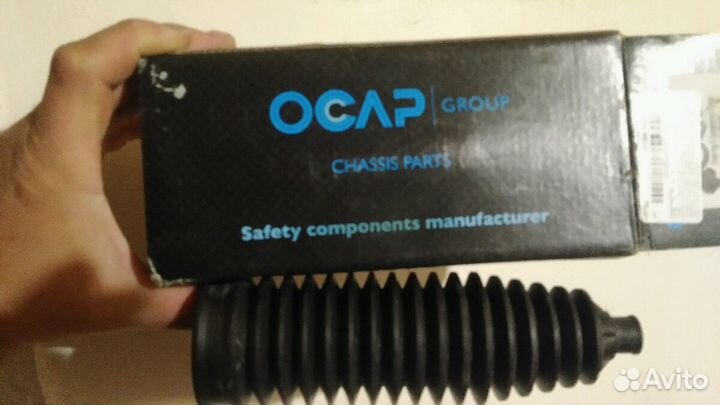 OCAP GROUP
CHASSIS PARTS
Safety components manufacturer
Avito